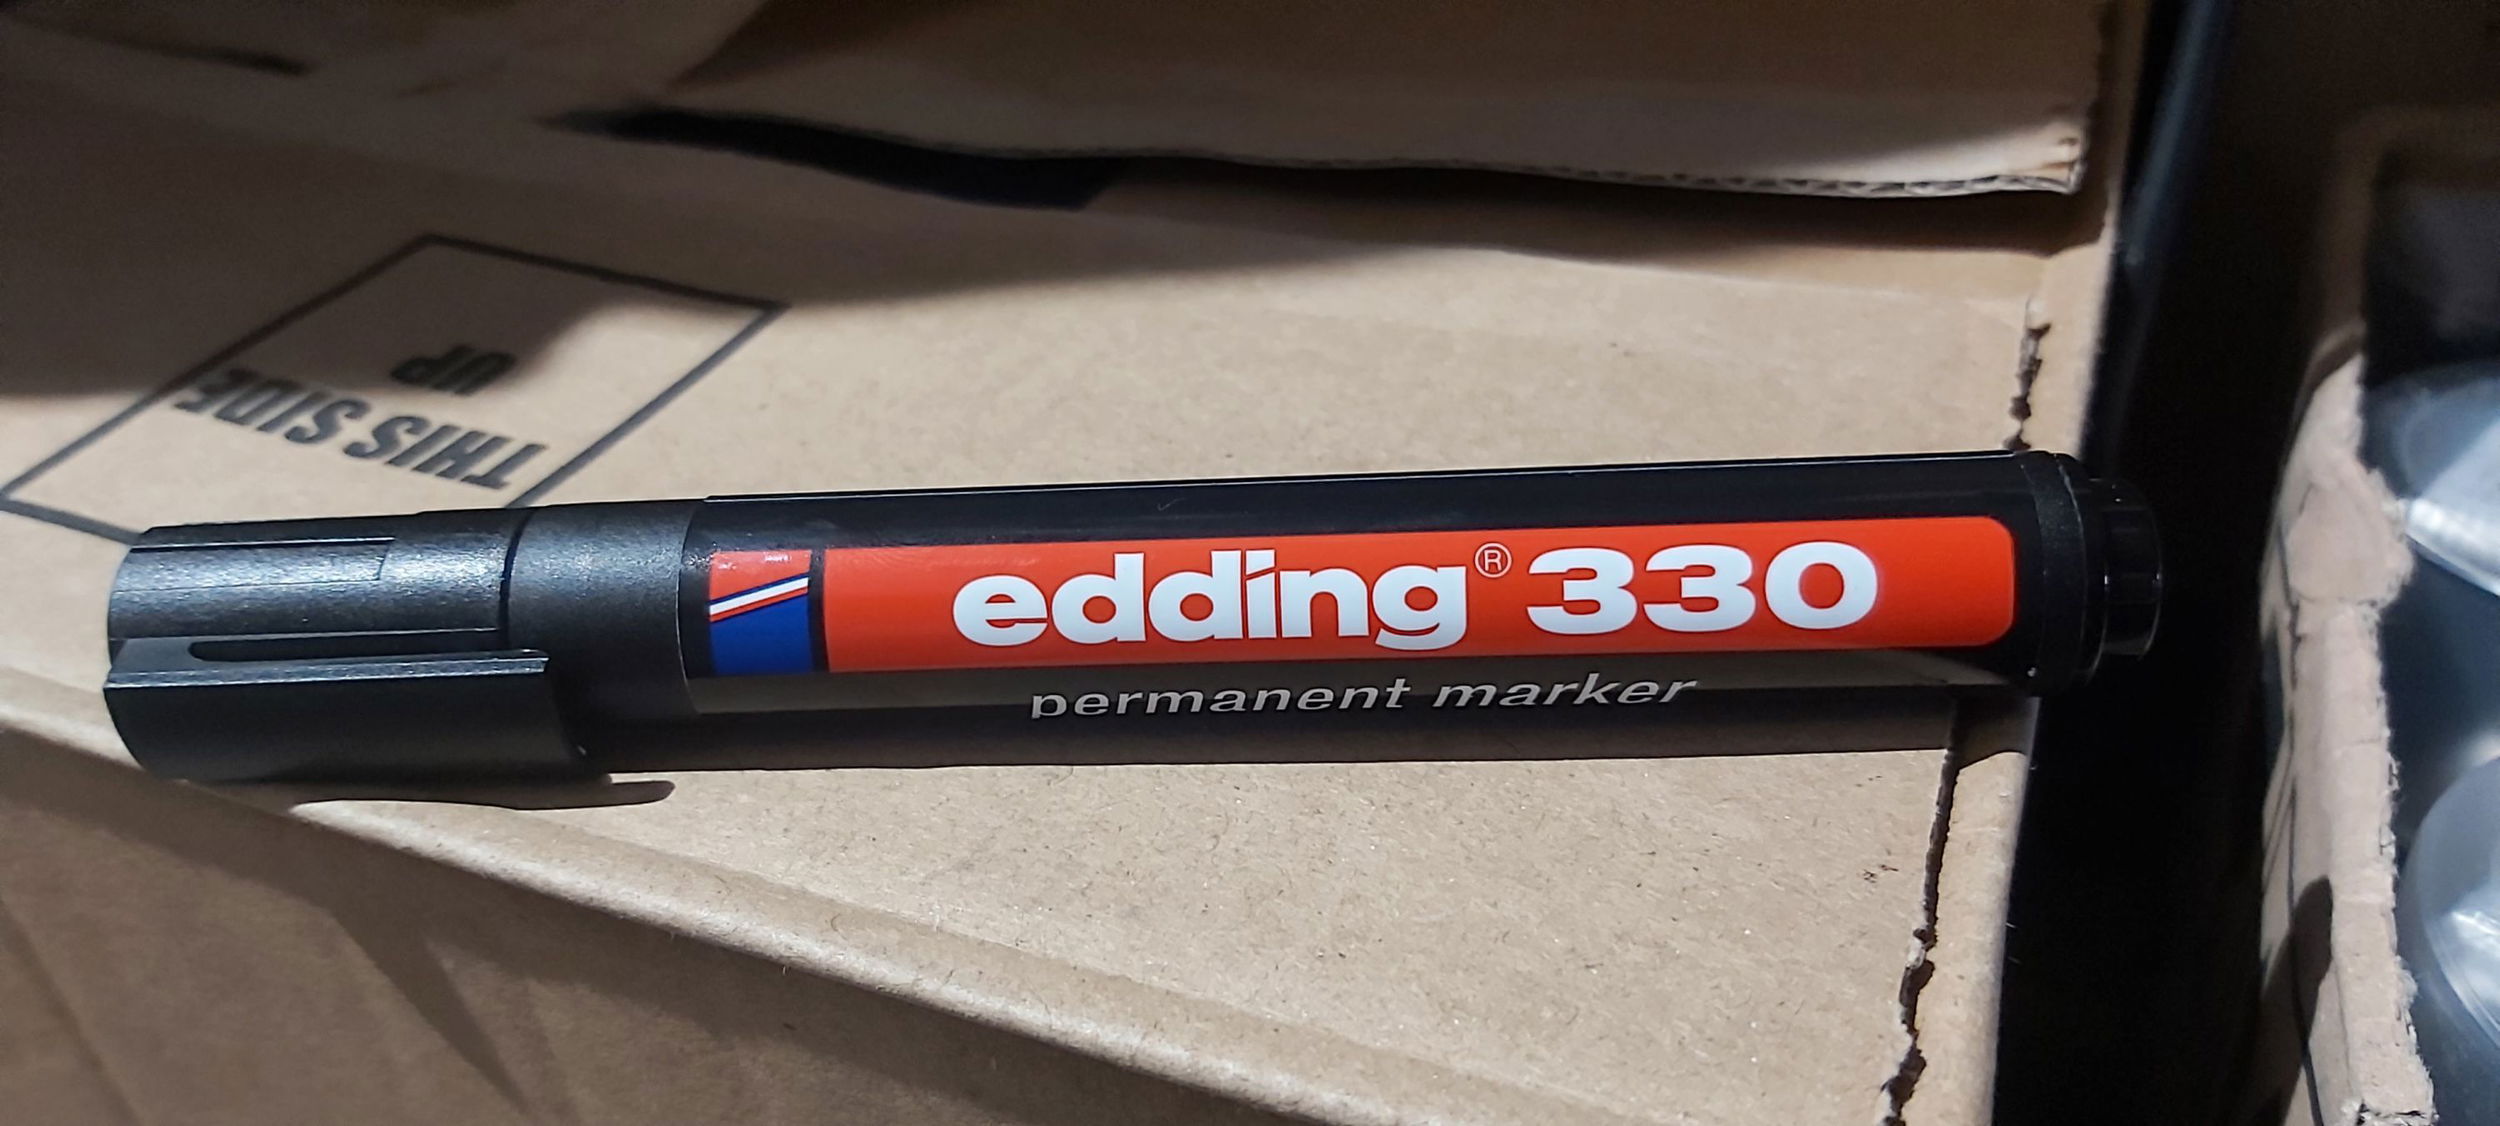 THIS SIDE
UP
edding® 330
permanent marker